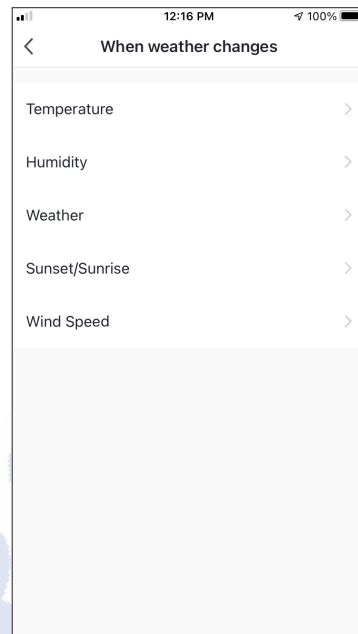 12:16 PM 100%
When weather changes
Temperature
Humidity
Weather
Sunset/Sunrise
Wind Speed